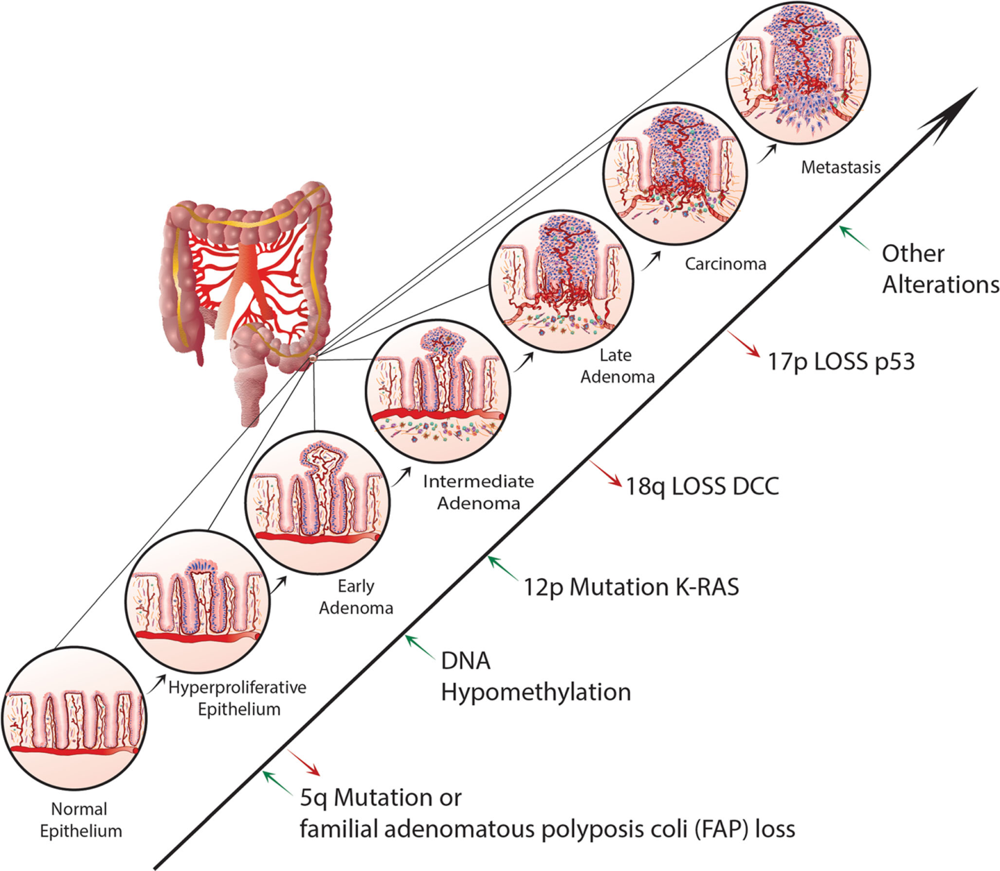 Metastasis
Other
Alterations
Carcinoma
17p LOSS p53
Late
Adenoma
18q LOSS DCC
Intermediate
Adenoma
12p Mutation K-RAS
Early
Adenoma
DNA
Hypomethylation
Hyperproliferative
Epithelium
5q Mutation or
familial adenomatous polyposis coli (FAP) loss
Normal
Epithelium